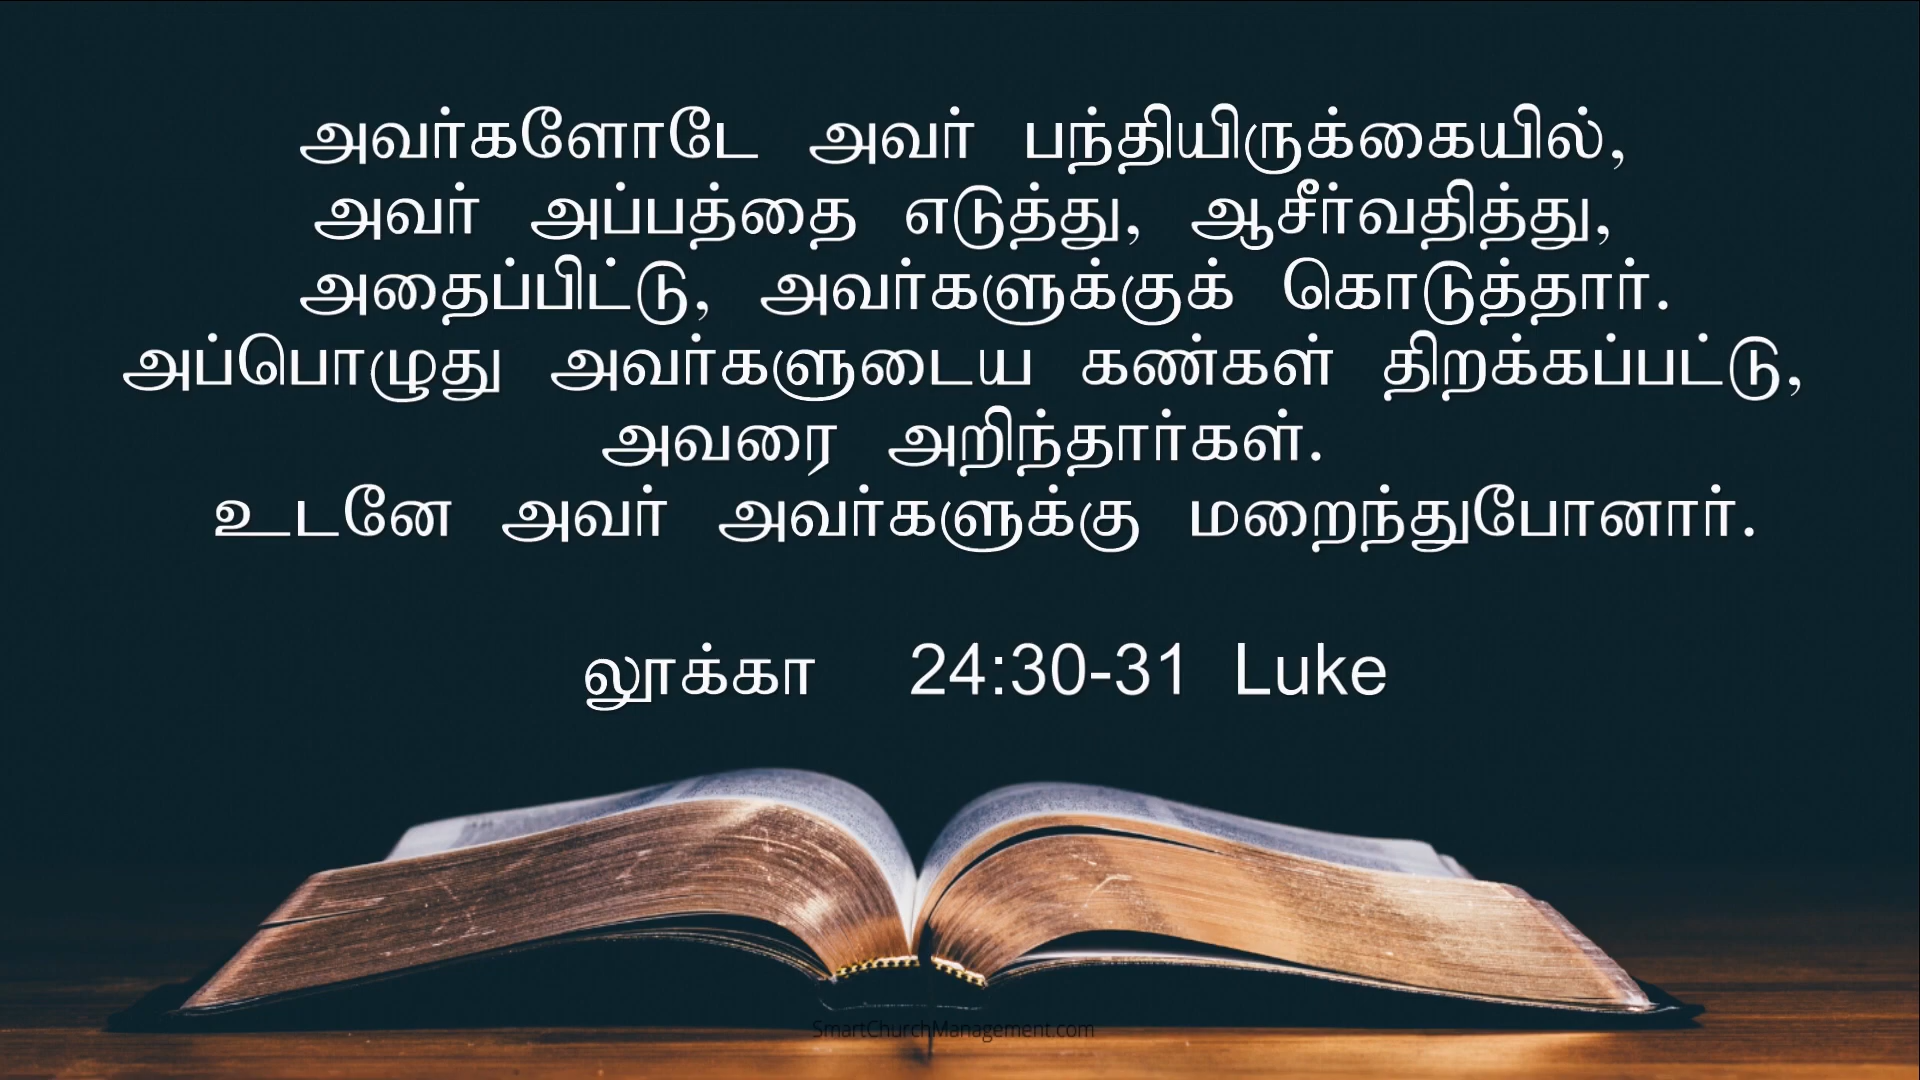 அவர்களோடே அவர் பந்தியிருக்கையில்,
அவர் அப்பத்தை எடுத்து, ஆசீர்வதித்து,
அதைப்பிட்டு, அவர்களுக்குக் கொடுத்தார்.
அப்பொழுது அவர்களுடைய கண்கள் திறக்கப்பட்டு,
அவரை அறிந்தார்கள்.
உடனே அவர் அவர்களுக்கு மறைந்துபோனார்.
லூக்கா 24:30-31 Luke
SmartChurchManagement.com